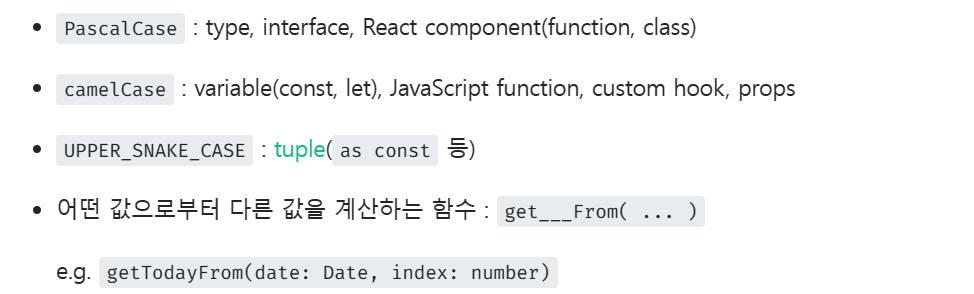 PascalCase : type, interface, React component(function, class)
camelCase : variable(const, let), JavaScript function, custom hook, props
UPPER_SNAKE_CASE : tuple(as const 등)
어떤 값으로부터 다른 값을 계산하는 함수 : get___From( ... )
e.g. getTodayFrom(date: Date, index: number)